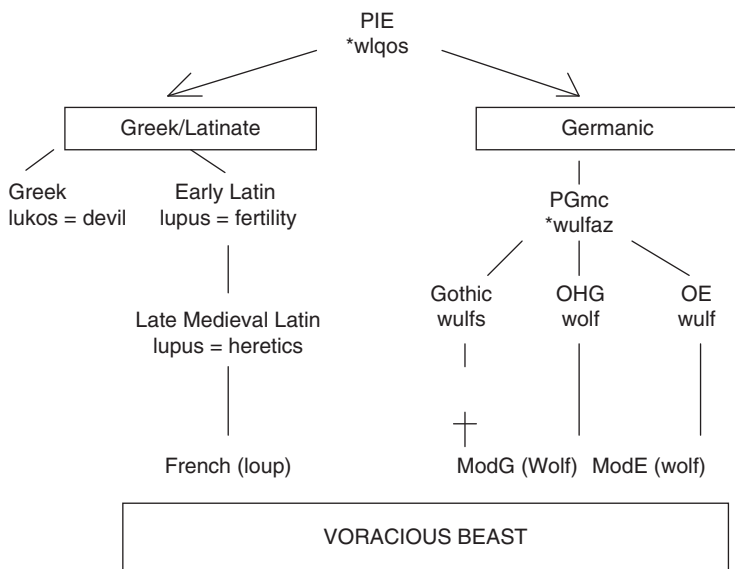 PIE
*wlqos
Greek/Latinate
Germanic
Greek
lukos = devil
Early Latin
lupus = fertility
PGmc
*wulfaz
Gothic
wulfs
OHG
wolf
OE
wulf
Late Medieval Latin
lupus = heretics
French (loup)
ModG (Wolf)
ModE (wolf)
VORACIOUS BEAST